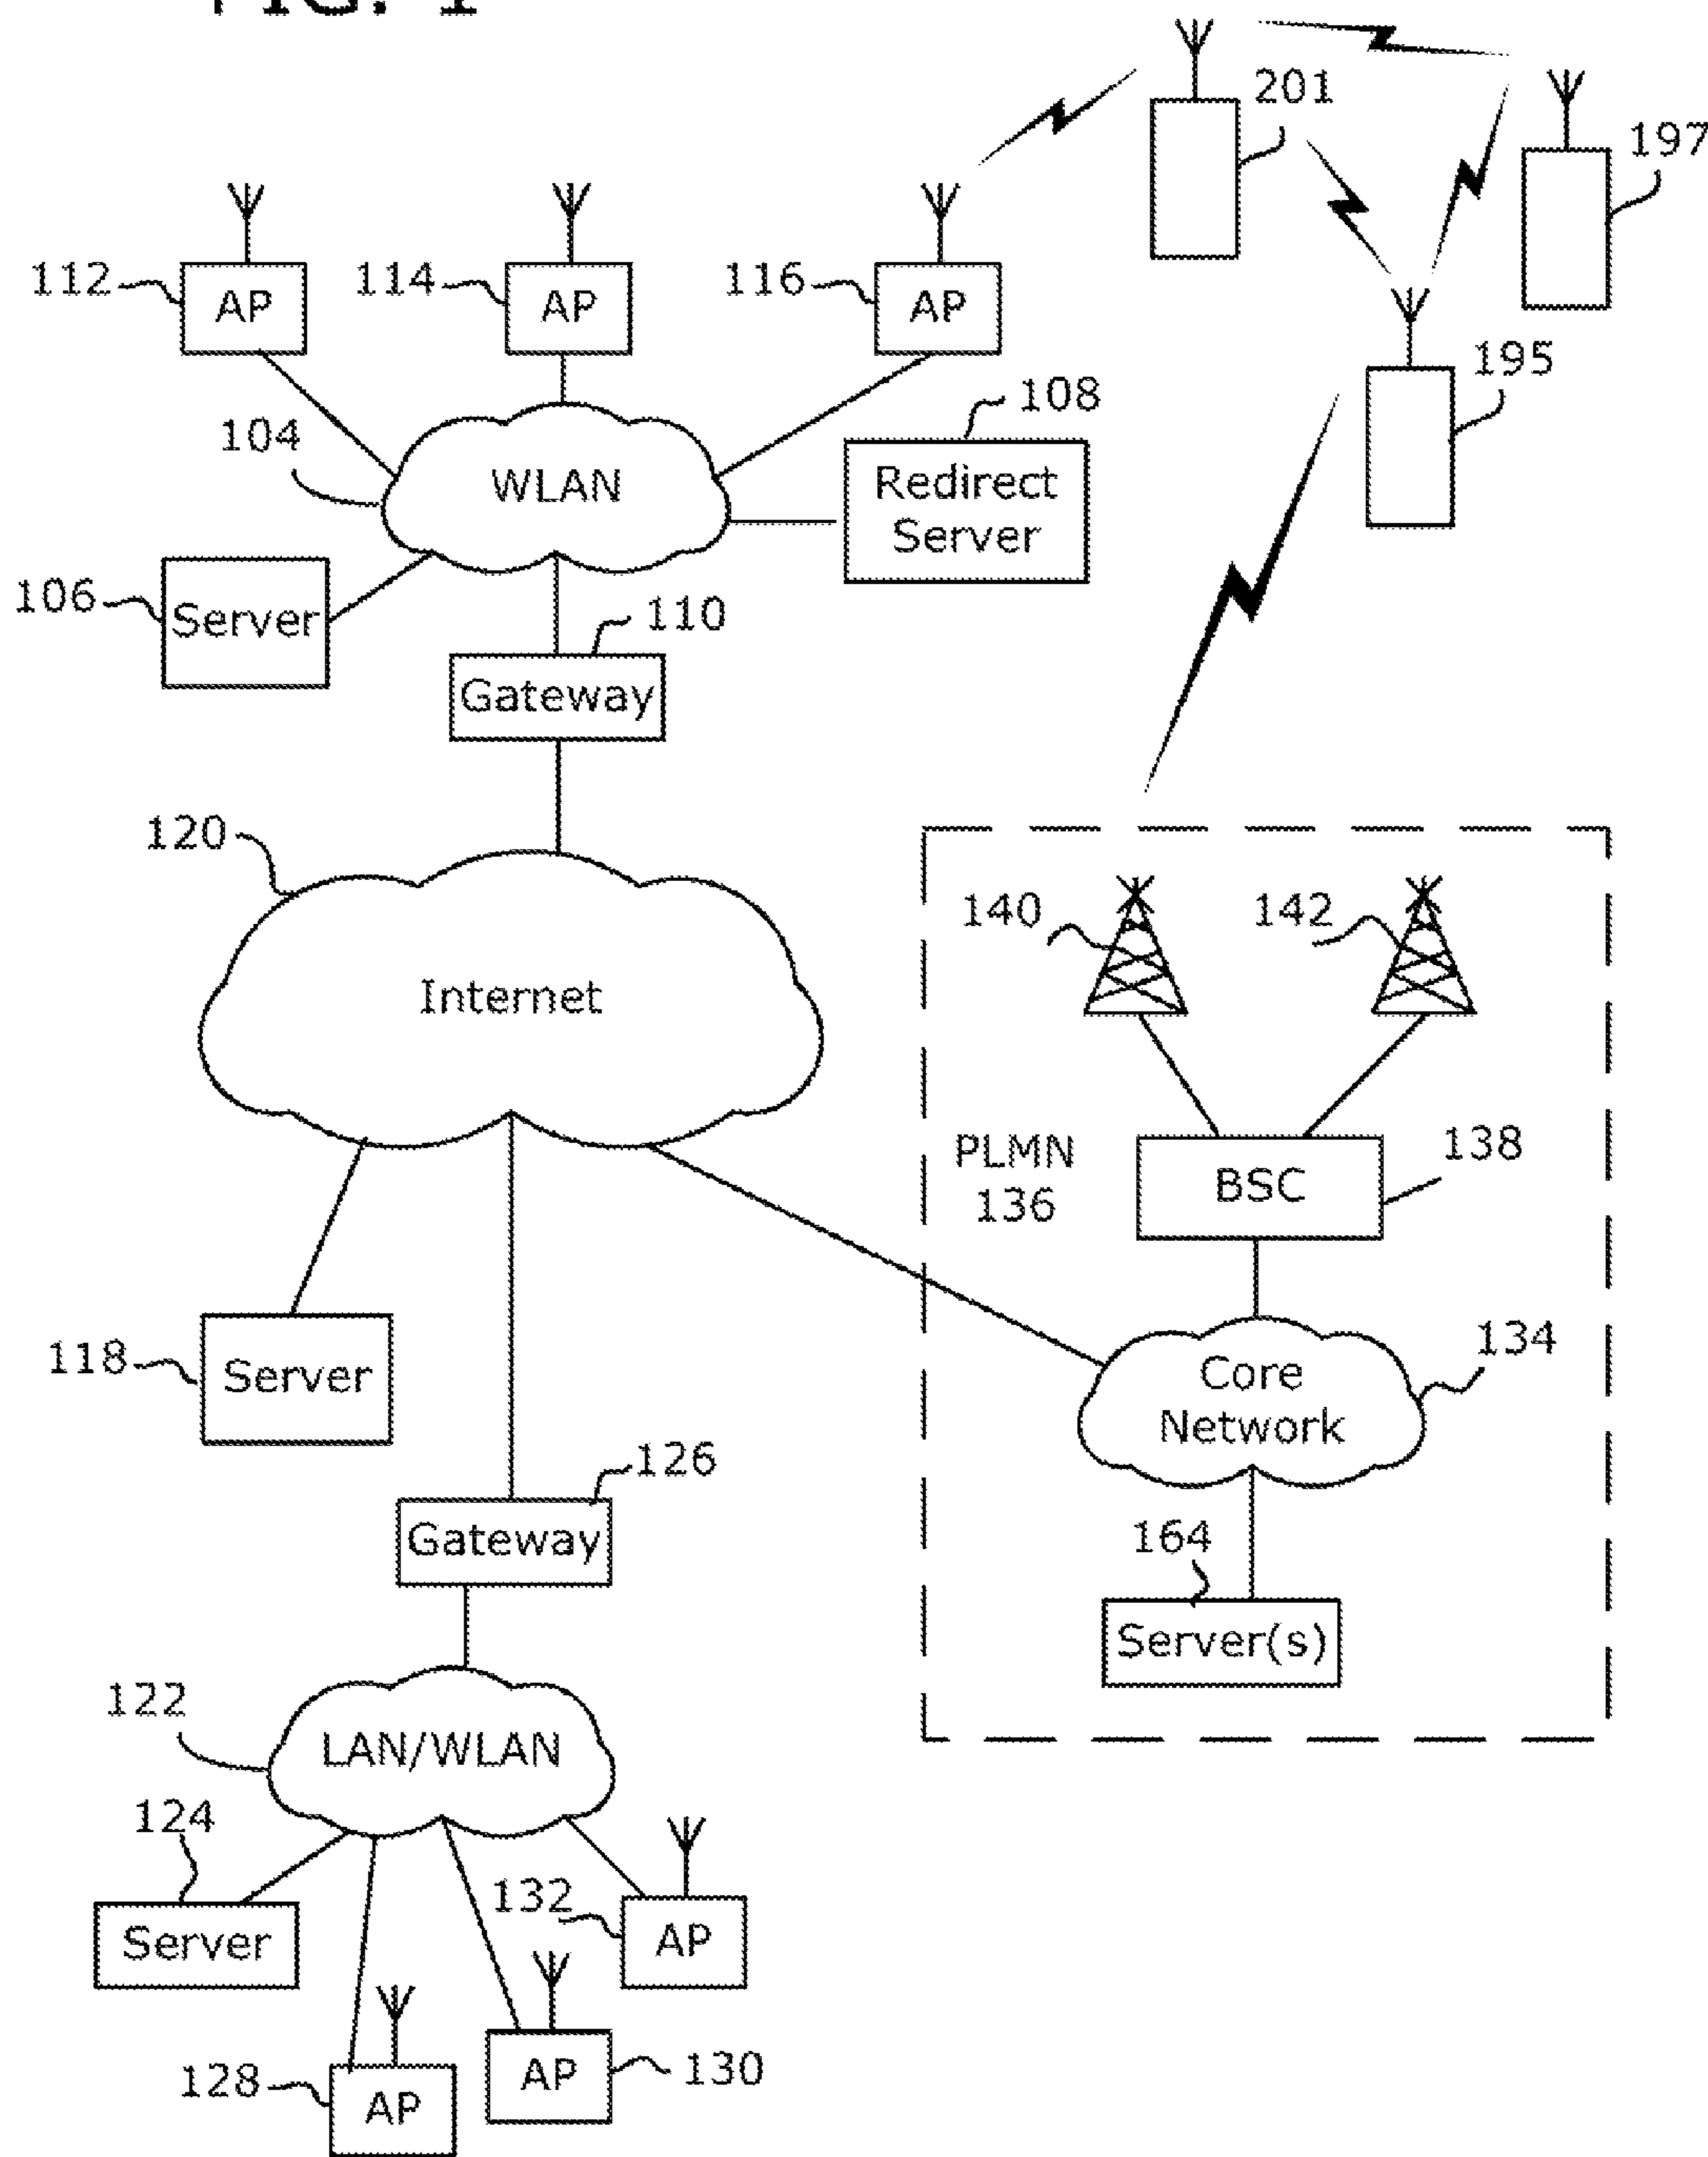 FIG. 1
201
197
112
AP
114
AP
116
AP
195
108
104
WLAN
Redirect
Server
106
Server
110
Gateway
120
Internet
140
142
PLMN
136
BSC
138
118
Server
Core
Network
134
126
Gateway
164
Server(s)
122
LAN/WLAN
124
Server
132
AP
128
AP
AP
130